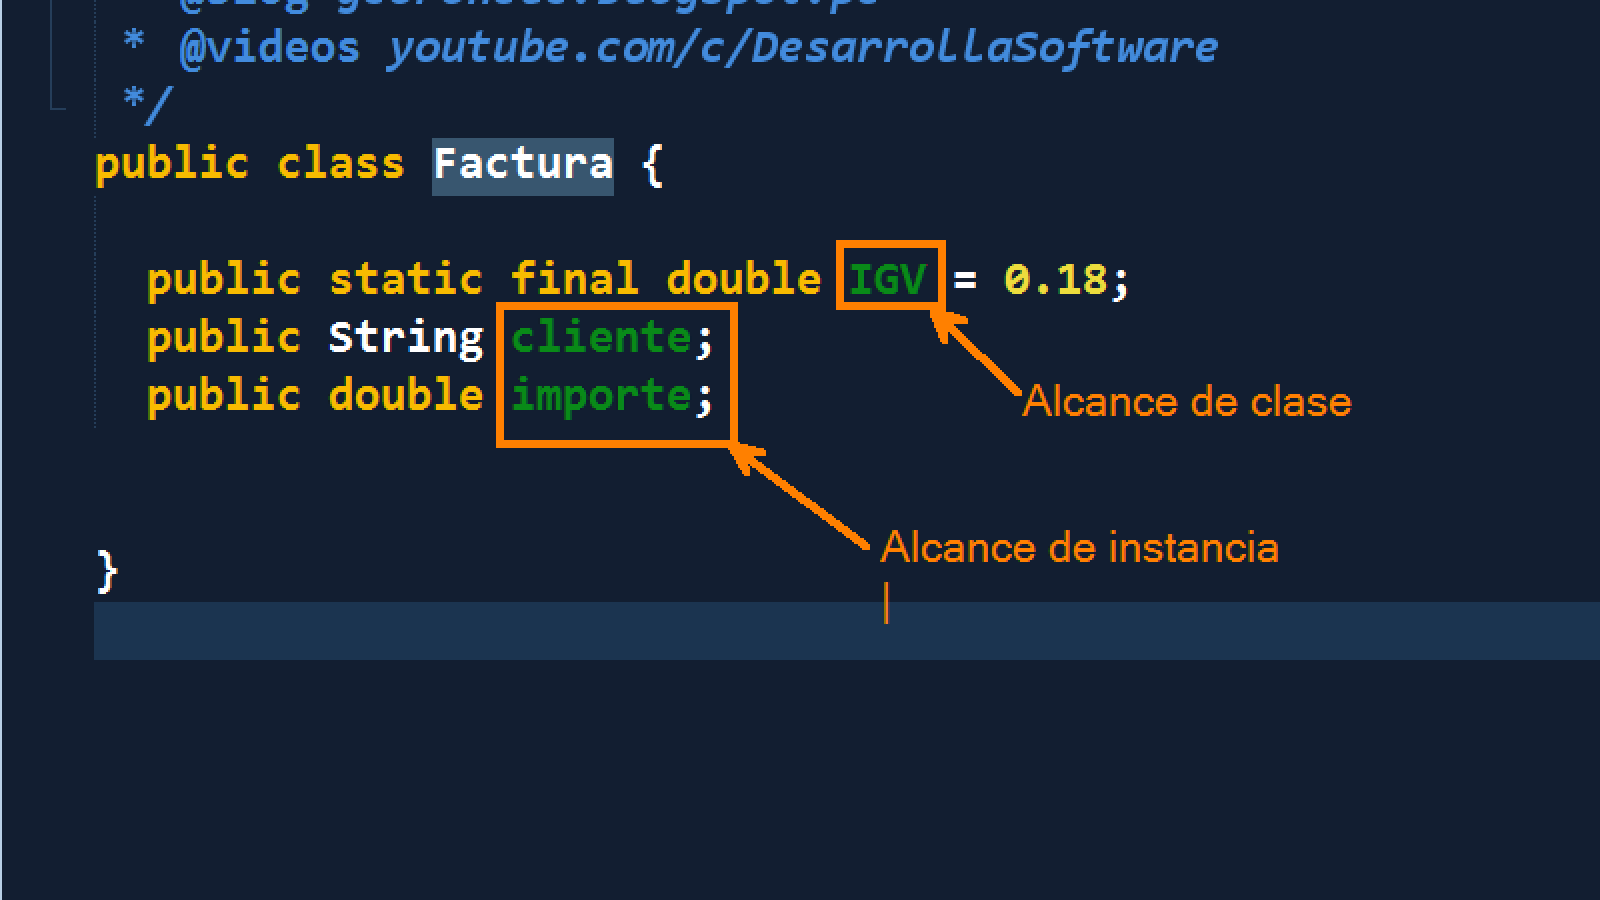 * @videos youtube.com/c/DesarrollaSoftware
*/
public class Factura {
public static final double IGV = 0.18;
public String cliente;
public double importe;
Alcance de clase
Alcance de instancia
}